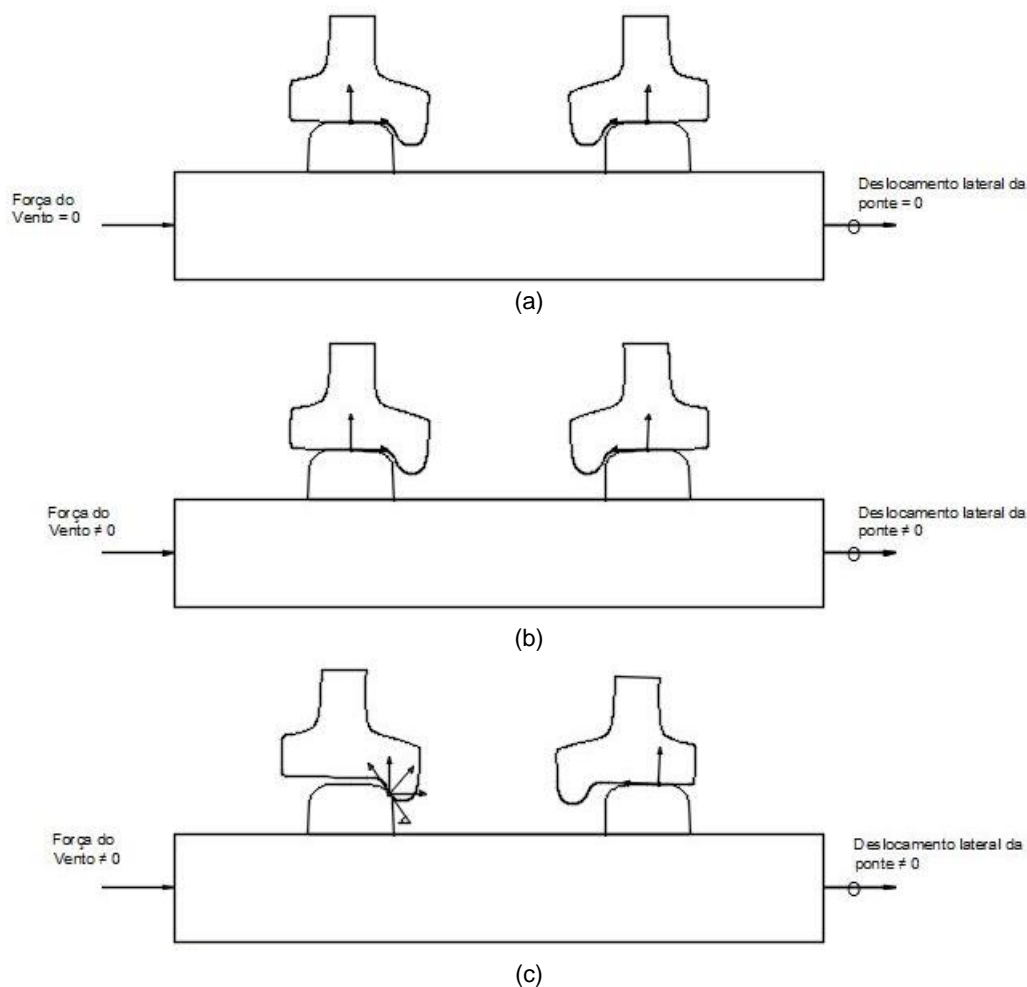 Força do
Vento = 0
Deslocamento lateral da
ponte = 0
(a)
Força do
Vento ≠ 0
Deslocamento lateral da
ponte ≠ 0
(b)
Força do
Vento ≠ 0
Deslocamento lateral da
ponte ≠ 0
(c)